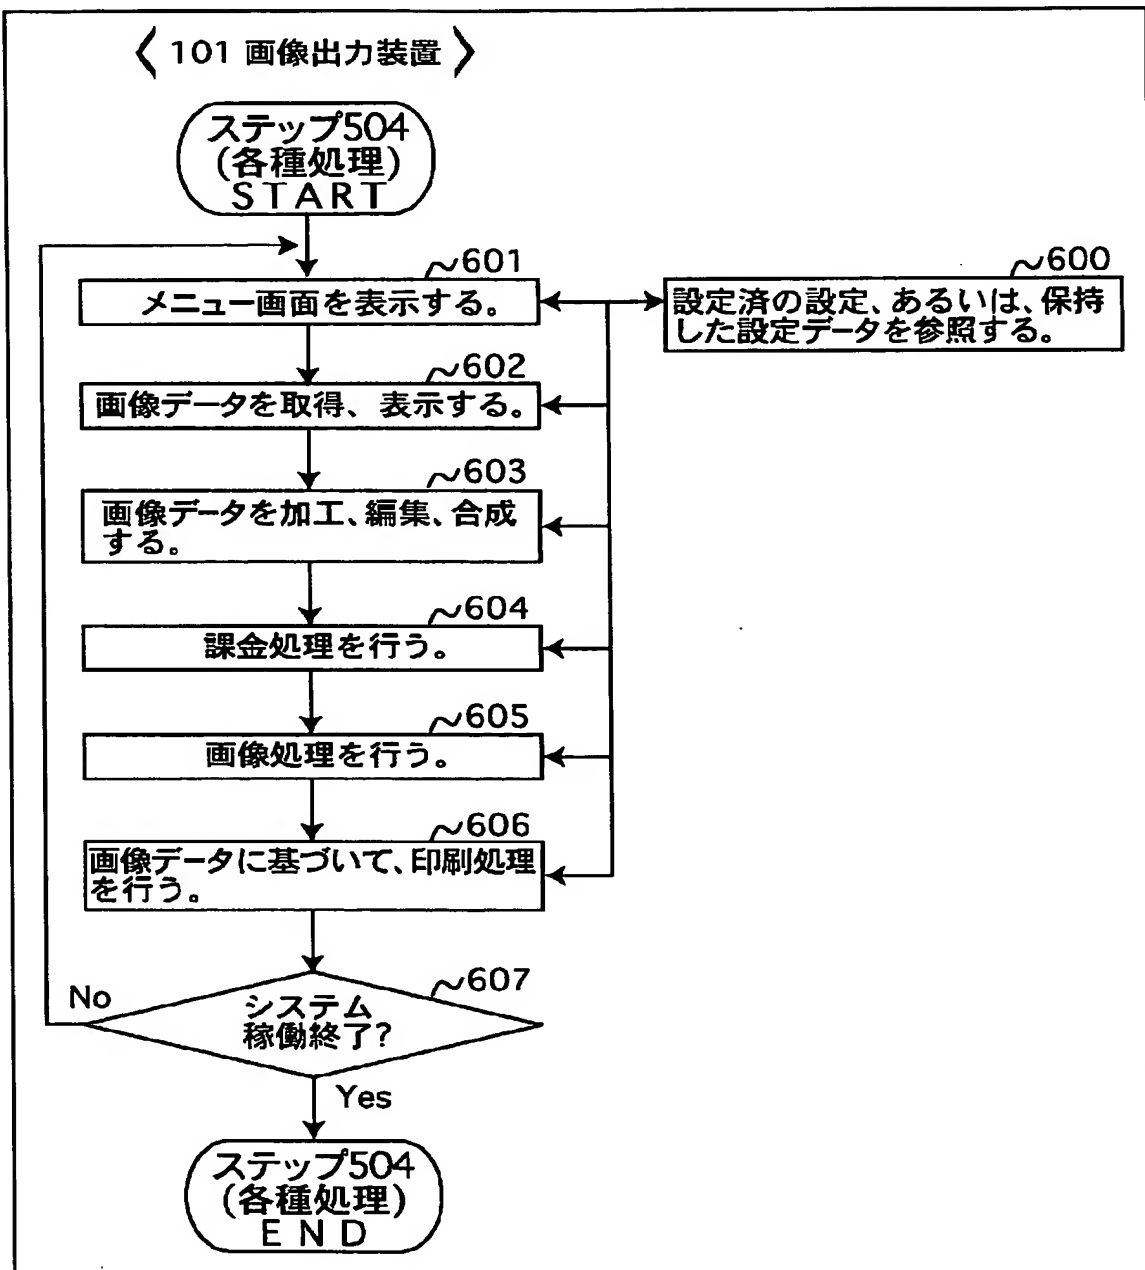 〈 101 画像出力装置 〉
ステップ504
(各種処理)
START
～601
メニュー画面を表示する。
～600
設定済の設定、あるいは、保持
した設定データを参照する。
～602
画像データを取得、表示する。
～603
画像データを加工、編集、合成
する。
～604
課金処理を行う。
～605
画像処理を行う。
～606
画像データに基づいて、印刷処理
を行う。
～607
No
システム
稼働終了?
Yes
ステップ504
(各種処理)
END